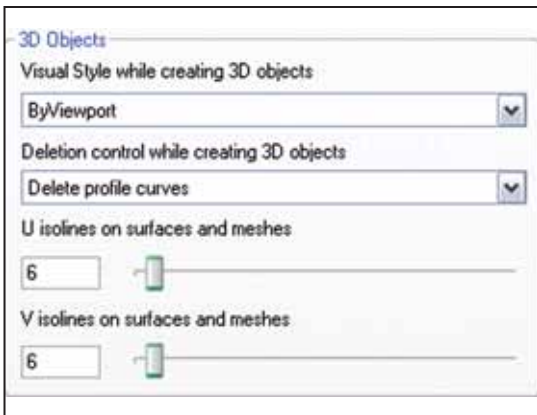 3D Objects
Visual Style while creating 3D objects
ByViewport
Deletion control while creating 3D objects
Delete profile curves
U isolines on surfaces and meshes
6
V isolines on surfaces and meshes
6